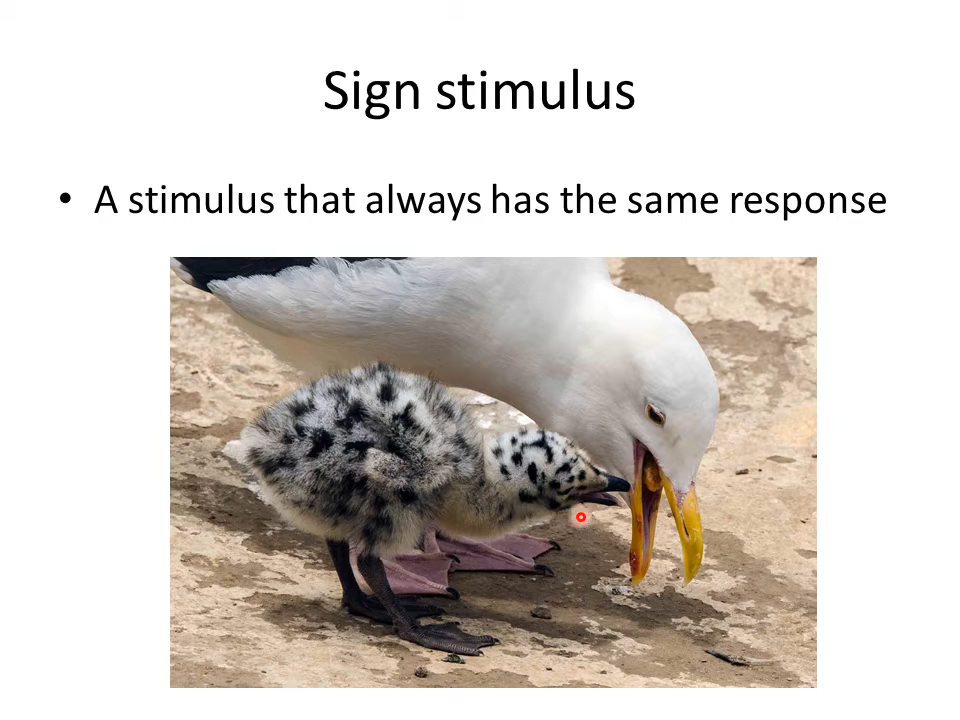 Sign stimulus
• A stimulus that always has the same response